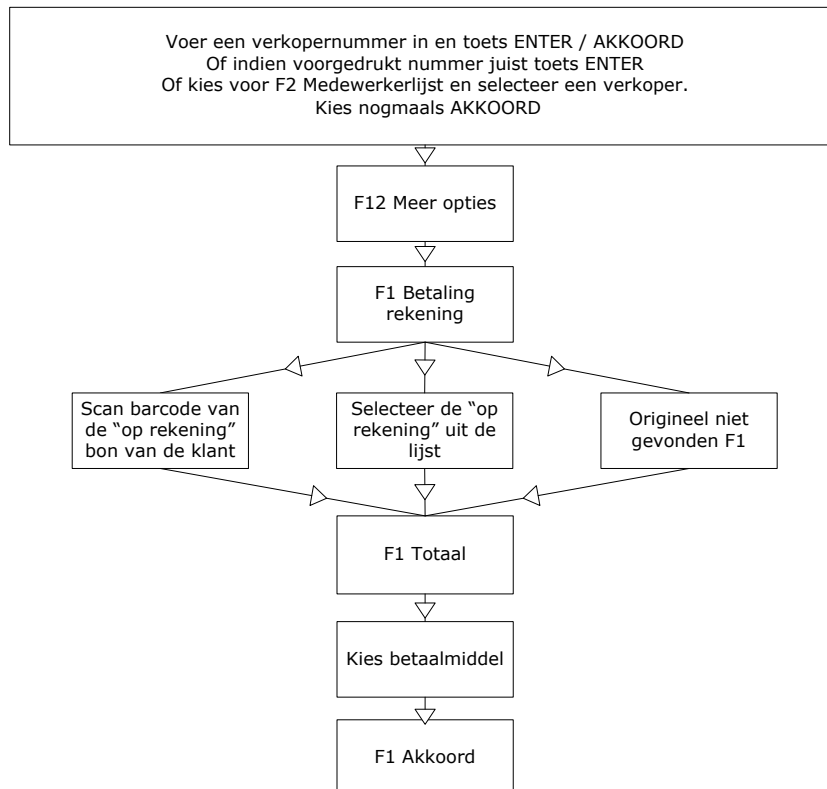 Voer een verkopernummer in en toets ENTER / AKKOORD
Of indien voorgedrukt nummer juist toets ENTER
Of kies voor F2 Medewerkerlijst en selecteer een verkoper.
Kies nogmaals AKKOORD
F12 Meer opties
F1 Betaling
rekening
Scan barcode van
de “op rekening”
bon van de klant
Selecteer de “op
rekening” uit de
lijst
Origineel niet
gevonden F1
F1 Totaal
Kies betaalmiddel
F1 Akkoord